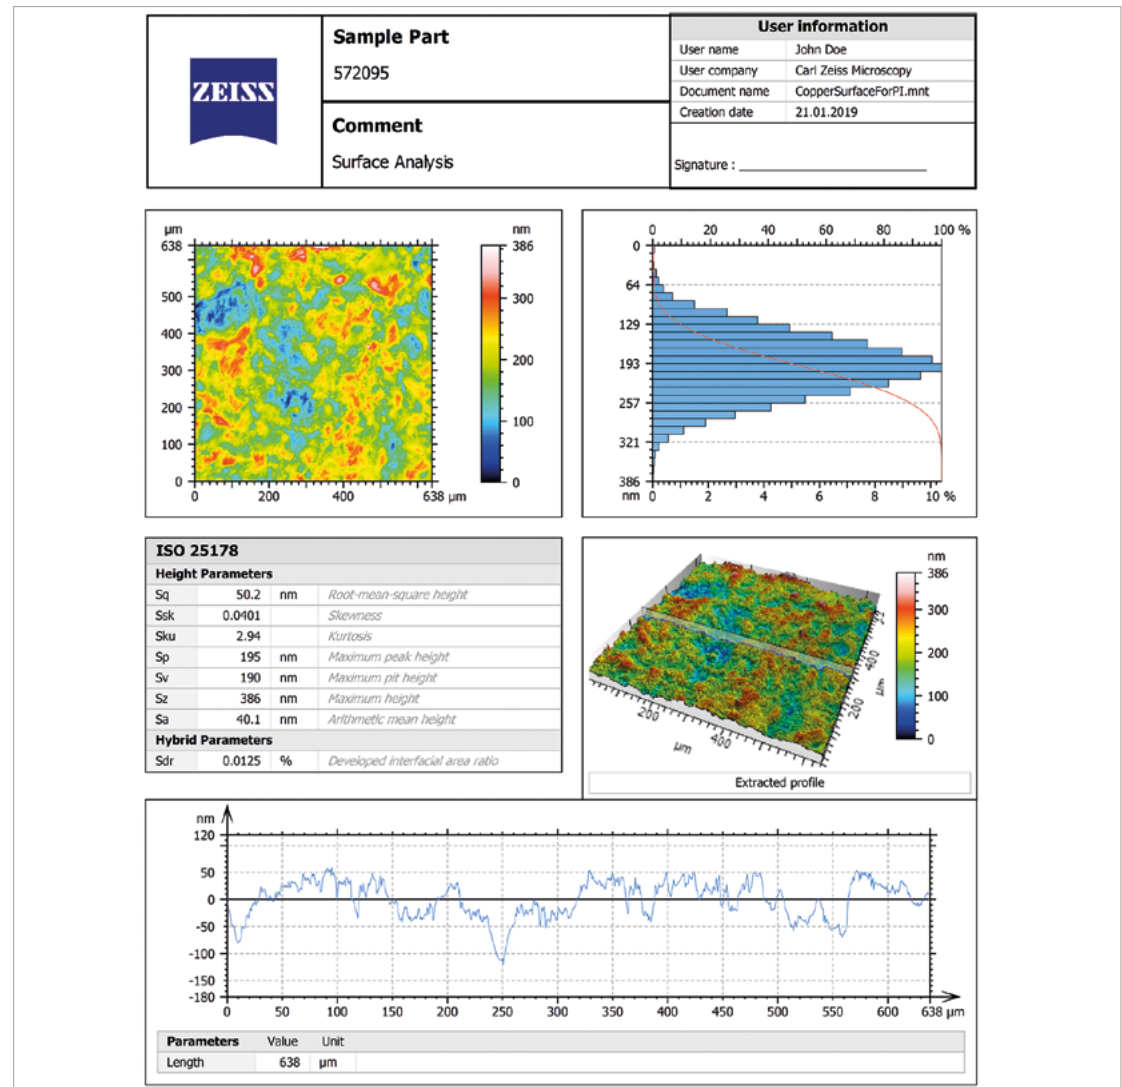 ZEISS
Sample Part
572095
Comment
Surface Analysis
User information
User name John Doe
User company Carl Zeiss Microscopy
Document name CopperSurfaceForPI.mnt
Creation date 21.01.2019
Signature :
µm
638
500
400
300
200
100
0
0 200 400 638 µm
nm
386
300
200
100
0
0 20 40 60 80 100 %
0
64
129
193
257
321
386
nm 0 2 4 6 8 10 %
ISO 25178
Height Parameters
Sq 50.2 nm Root-mean-square height
Ssk 0.0401 Skewness
Sku 2.94 Kurtosis
Sp 195 nm Maximum peak height
Sv 190 nm Maximum pit height
Sz 386 nm Maximum height
Sa 40.1 nm Arithmetic mean height
Hybrid Parameters
Sdr 0.0125 % Developed interfacial area ratio
200
400
µm
200
400
µm
nm
386
300
200
100
0
Extracted profile
nm
120
50
0
-50
-100
-150
-180
0 50 100 150 200 250 300 350 400 450 500 550 600 638 µm
Parameters Value Unit
Length 638 µm